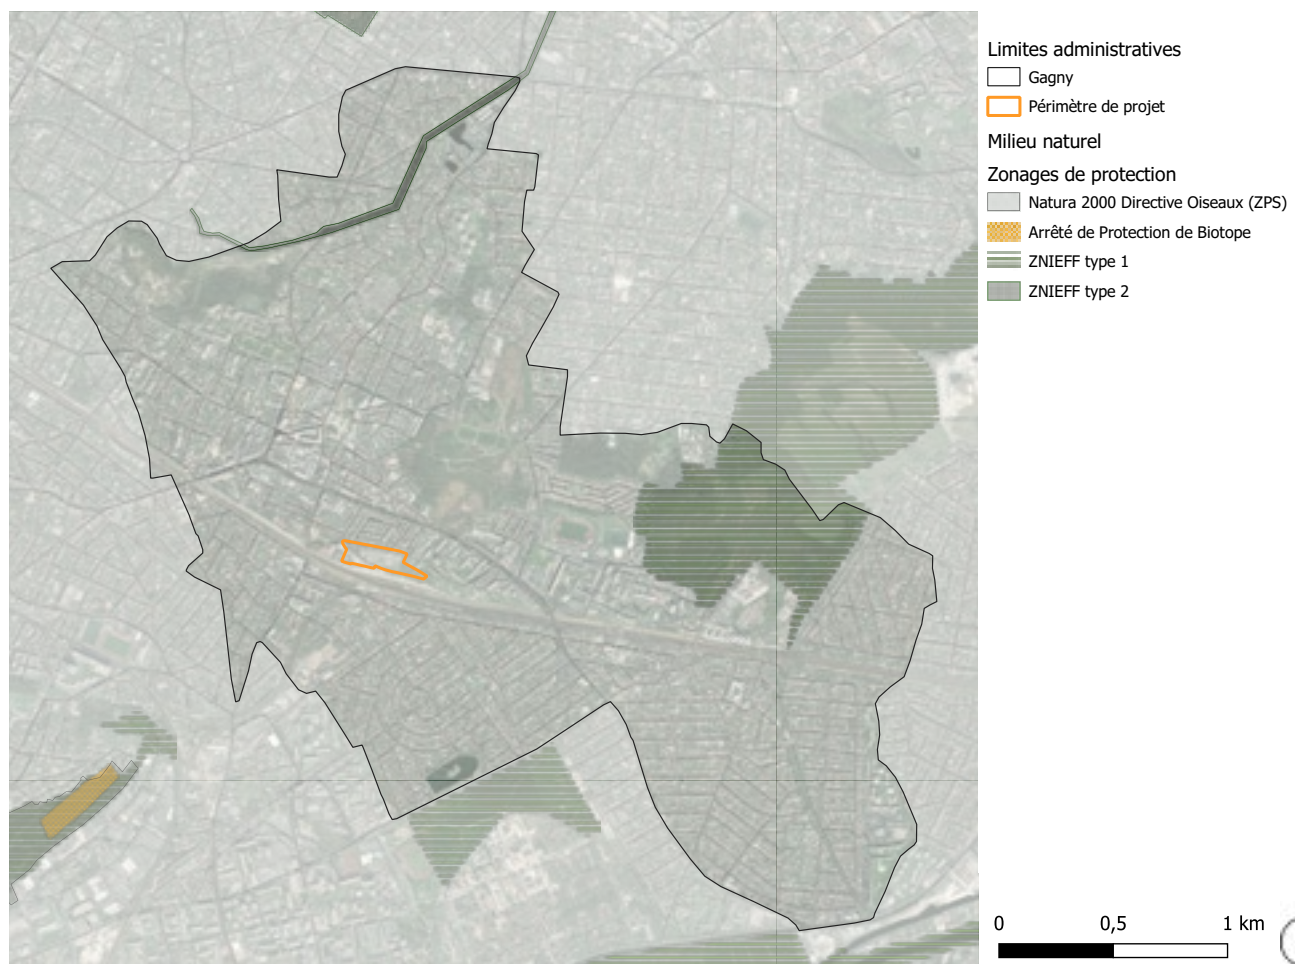 Limites administratives
Gagny
Périmètre de projet
Milieu naturel
Zonages de protection
Natura 2000 Directive Oiseaux (ZPS)
Arrêté de Protection de Biotope
ZNIEFF type 1
ZNIEFF type 2
0 0,5 1 km